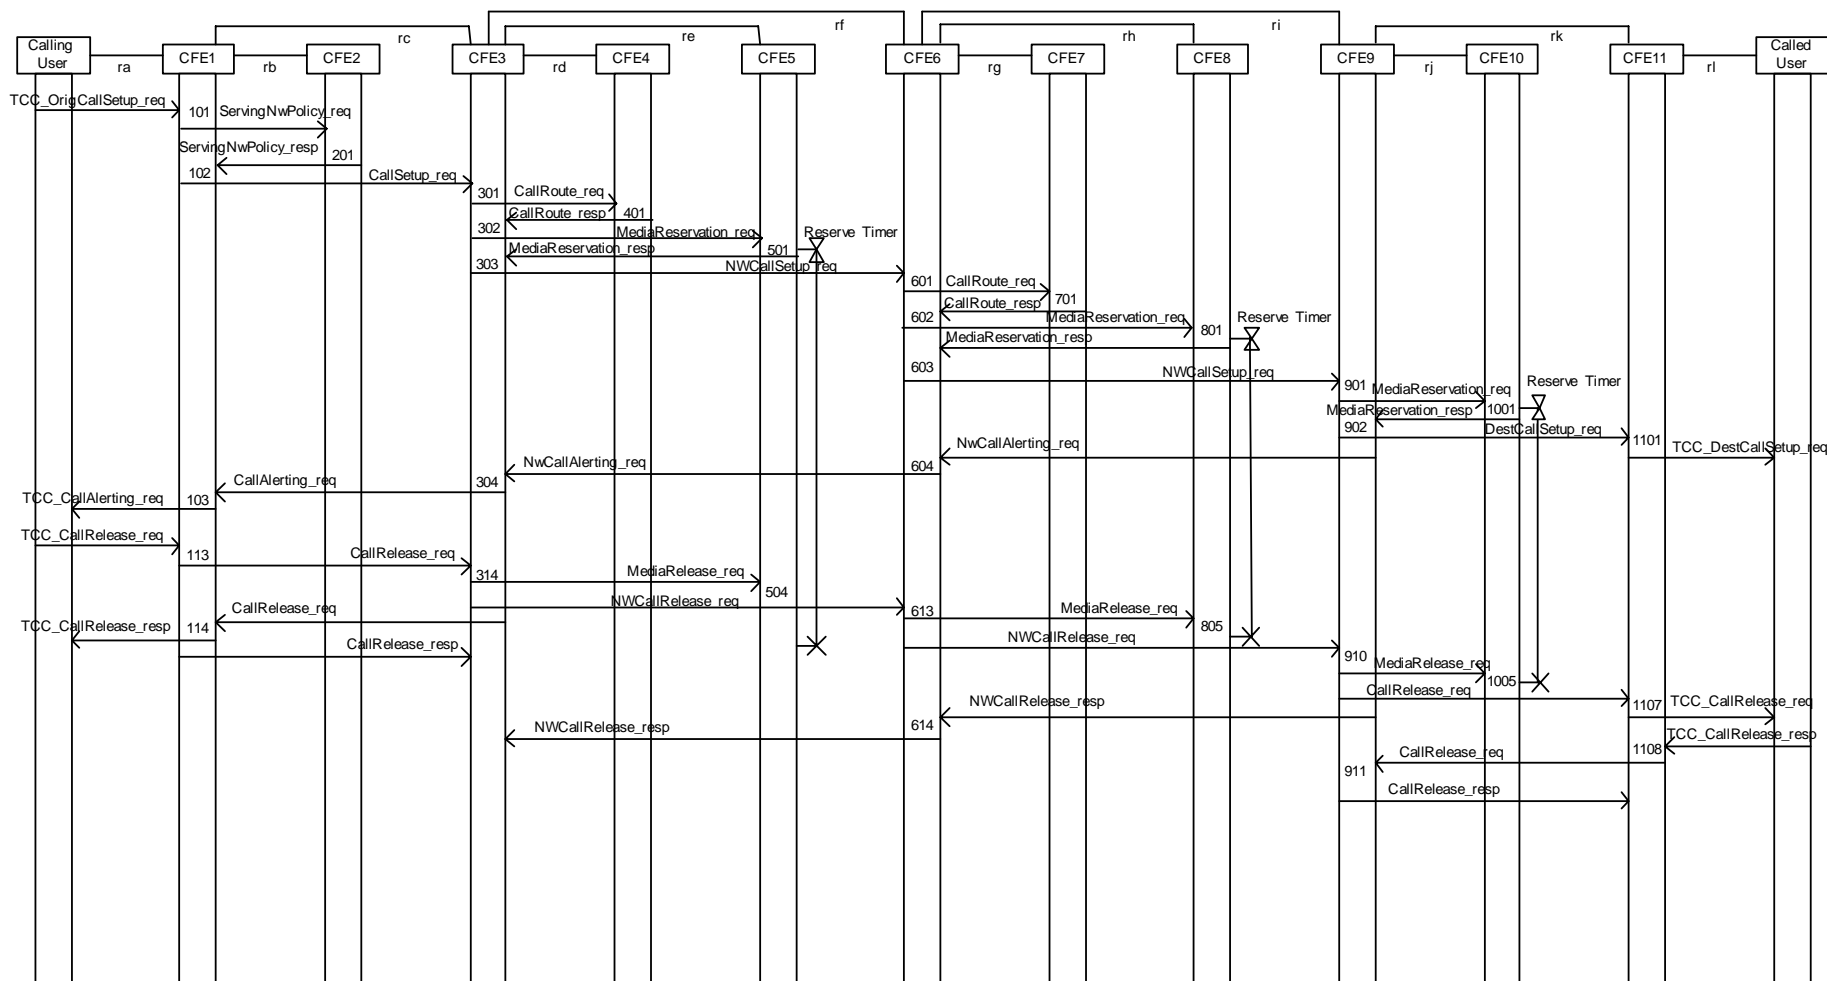 rf
ri
rc
re
rh
rk
Calling
User
ra
CFE1
rb
CFE2
CFE3
rd
CFE4
CFE5
CFE6
rg
CFE7
CFE8
CFE9
rj
CFE10
CFE11
rl
Called
User
TCC_OrigCallSetup_req
101
ServingNwPolicy_req
ServingNwPolicy_resp
201
102
CallSetup_req
301
CallRoute_req
CallRoute_resp
401
302
MediaReservation_req
Reserve Timer
MediaReservation_resp
501
303
NWCallSetup_req
601
CallRoute_req
CallRoute_resp
701
602
MediaReservation_req
801
Reserve Timer
MediaReservation_resp
603
NWCallSetup_req
901
MediaReservation_req
Reserve Timer
MediaReservation_resp
1001
902
DestCallSetup_req
1101
TCC_DestCallSetup_req
NwCallAlerting_req
604
NwCallAlerting_req
304
CallAlerting_req
103
TCC_CallAlerting_req
TCC_CallRelease_req
113
CallRelease_req
314
MediaRelease_req
504
NWCallRelease_req
613
MediaRelease_req
805
CallRelease_req
TCC_CallRelease_resp
114
CallRelease_resp
NWCallRelease_req
910
MediaRelease_req
1005
CallRelease_req
1107
TCC_CallRelease_req
NWCallRelease_resp
614
NWCallRelease_resp
TCC_CallRelease_resp
1108
CallRelease_req
911
CallRelease_resp